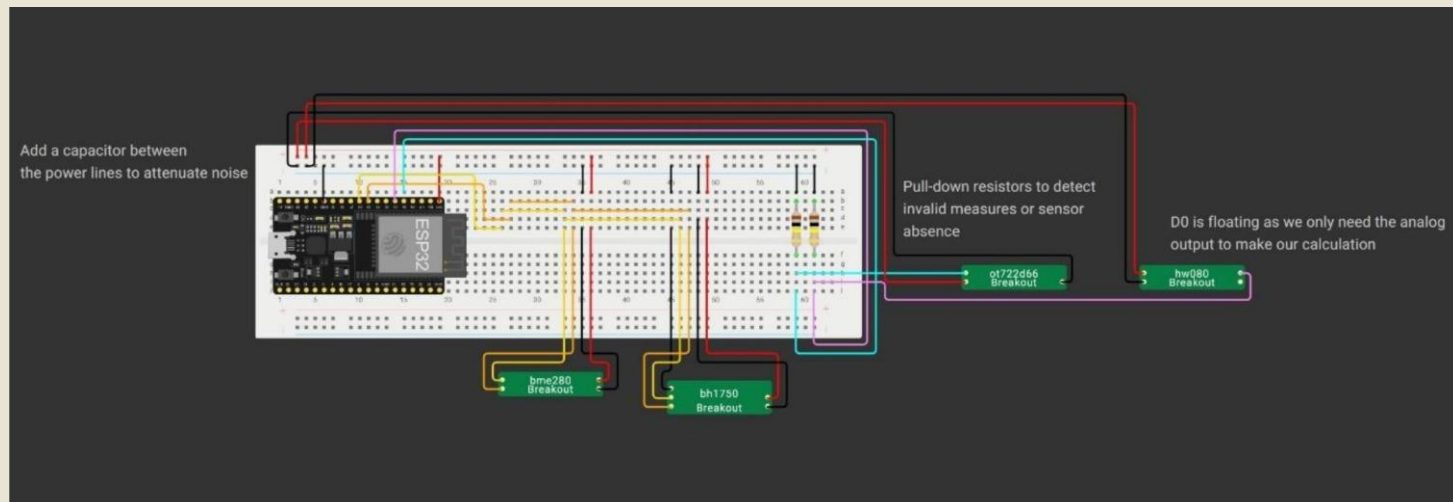 Add a capacitor between
the power lines to attenuate noise
ESP32
Pull-down resistors to detect
invalid measures or sensor
absence
D0 is floating as we only need the analog
output to make our calculation
ot722d66
Breakout
hw080
Breakout
bme280
Breakout
bh1750
Breakout